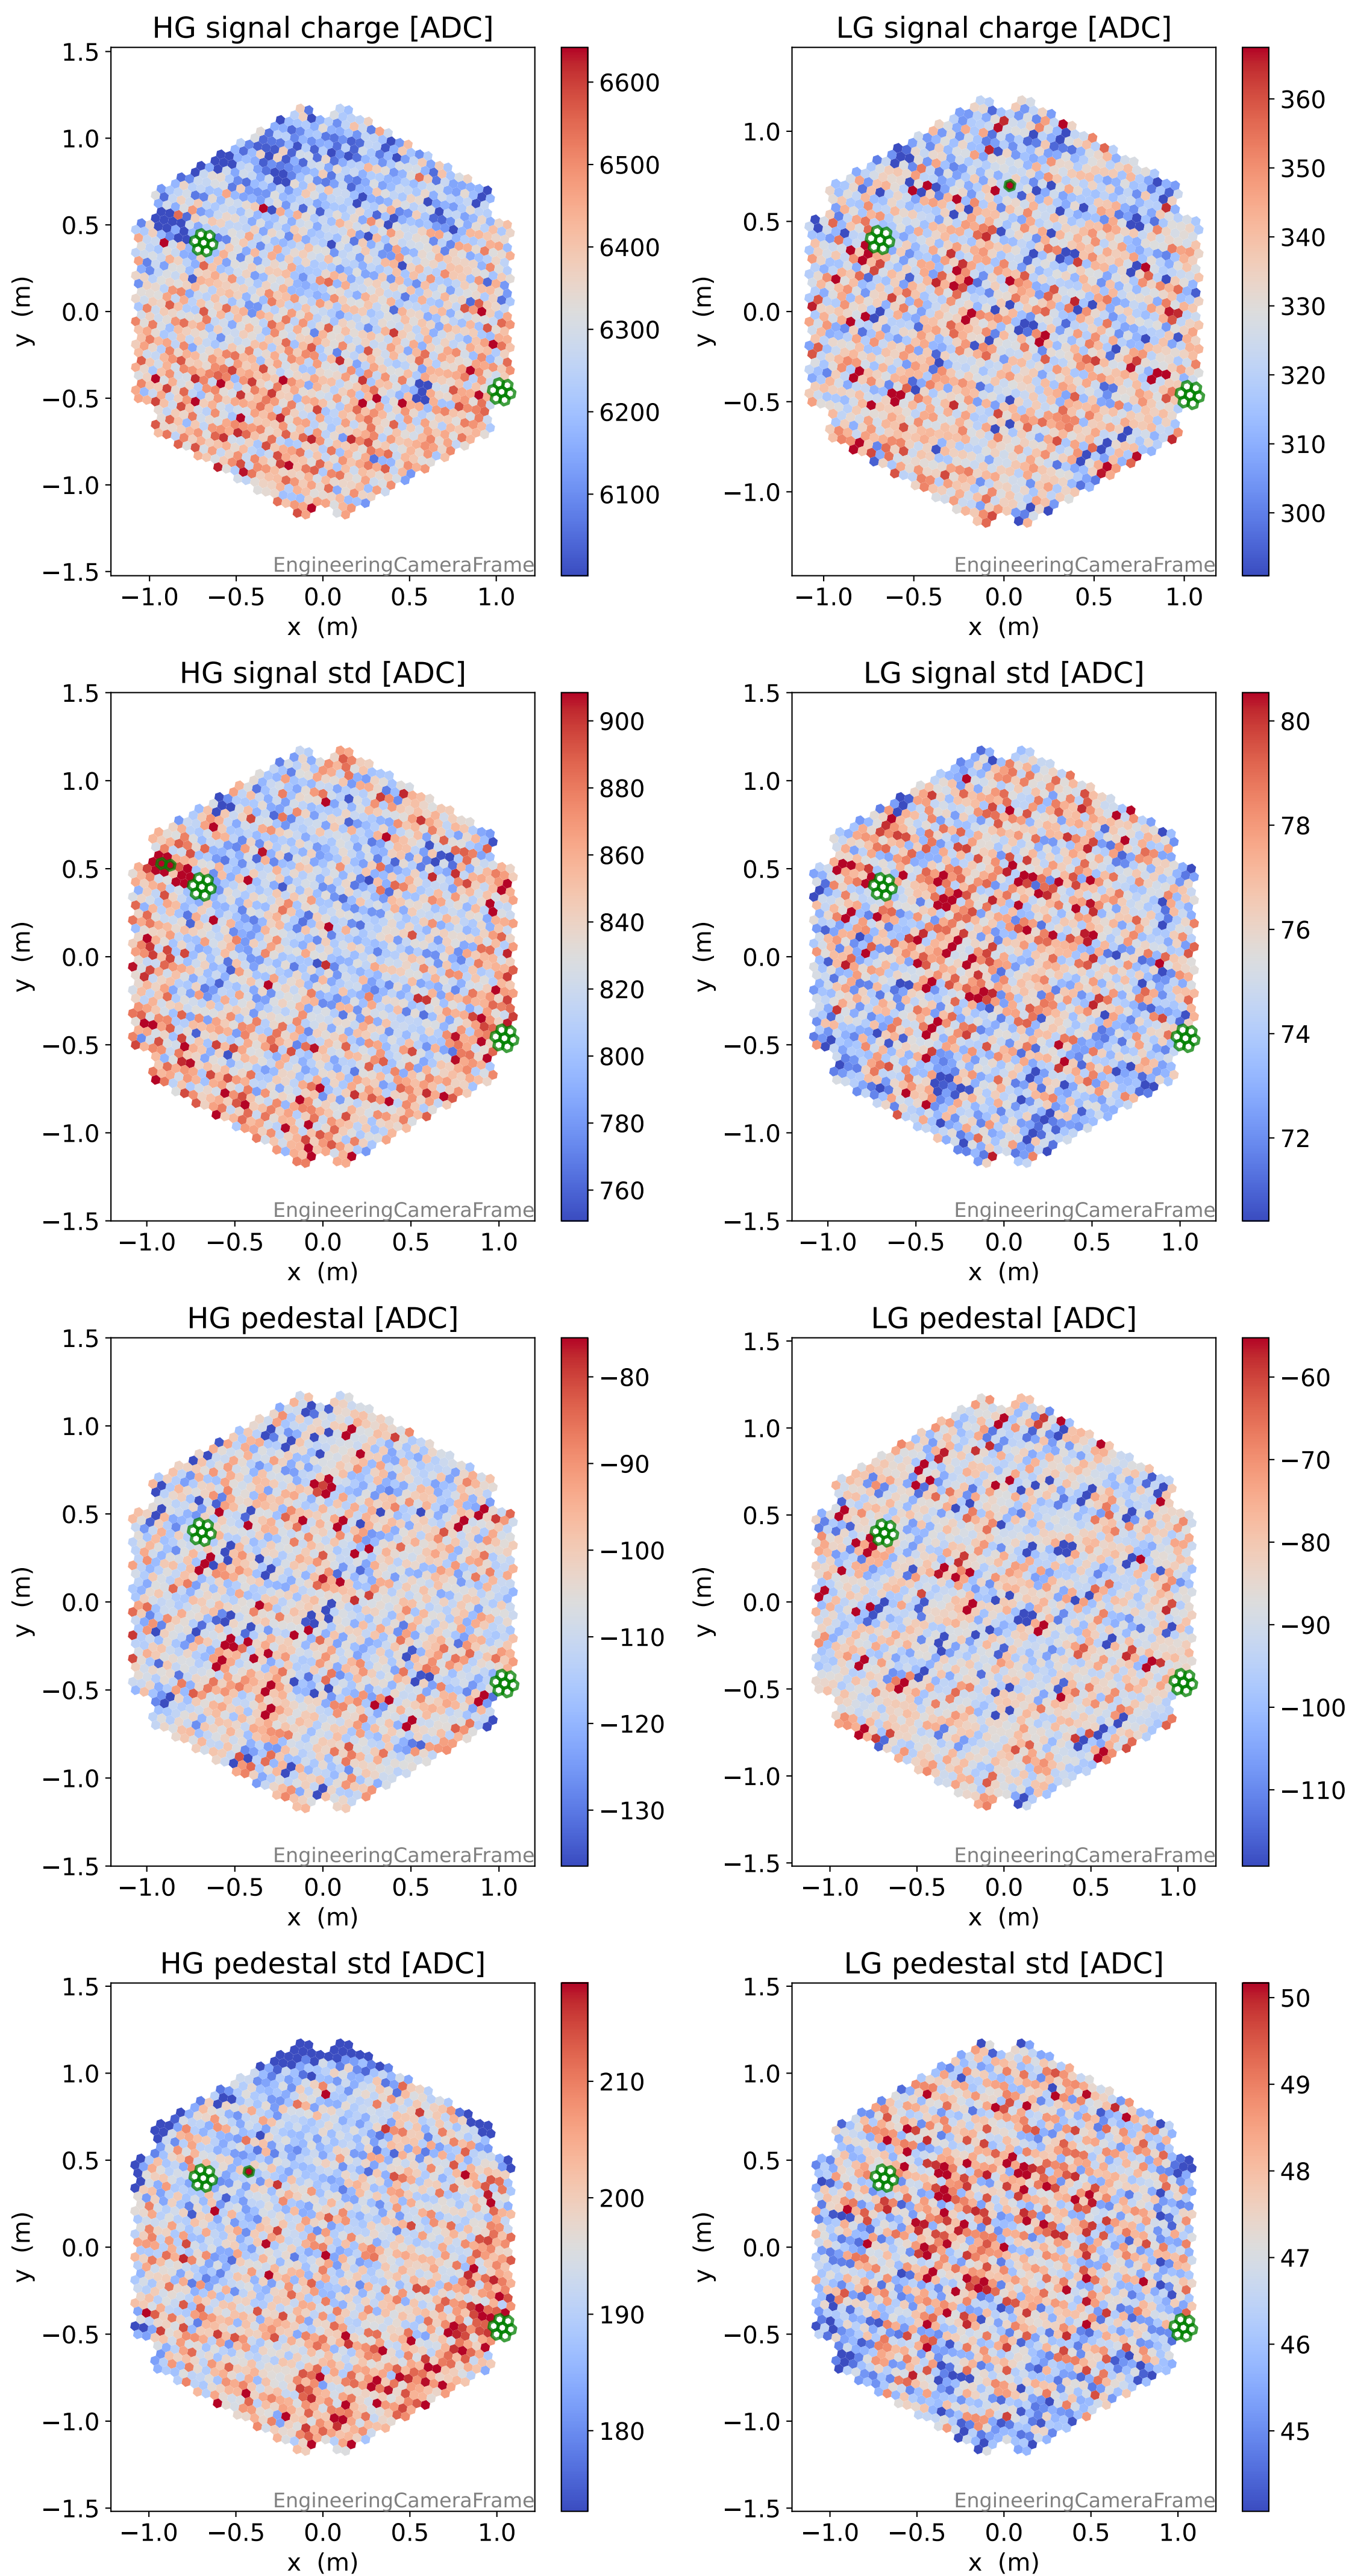 HG signal charge [ADC]
1.5
1.0
0.5
0.0
−0.5
−1.0
−1.5
y (m)
−1.0 −0.5 0.0 0.5 1.0
x (m)
EngineeringCameraFrame
6600
6500
6400
6300
6200
6100
LG signal charge [ADC]
1.0
0.5
0.0
−0.5
−1.0
y (m)
−1.0 −0.5 0.0 0.5 1.0
x (m)
EngineeringCameraFrame
360
350
340
330
320
310
300
HG signal std [ADC]
1.5
1.0
0.5
0.0
−0.5
−1.0
−1.5
y (m)
−1.0 −0.5 0.0 0.5 1.0
x (m)
EngineeringCameraFrame
900
880
860
840
820
800
780
760
LG signal std [ADC]
1.5
1.0
0.5
0.0
−0.5
−1.0
−1.5
y (m)
−1.0 −0.5 0.0 0.5 1.0
x (m)
EngineeringCameraFrame
80
78
76
74
72
HG pedestal [ADC]
1.5
1.0
0.5
0.0
−0.5
−1.0
−1.5
y (m)
−1.0 −0.5 0.0 0.5 1.0
x (m)
EngineeringCameraFrame
−80
−90
−100
−110
−120
−130
LG pedestal [ADC]
1.5
1.0
0.5
0.0
−0.5
−1.0
−1.5
y (m)
−1.0 −0.5 0.0 0.5 1.0
x (m)
EngineeringCameraFrame
−60
−70
−80
−90
−100
−110
HG pedestal std [ADC]
1.5
1.0
0.5
0.0
−0.5
−1.0
−1.5
y (m)
−1.0 −0.5 0.0 0.5 1.0
x (m)
EngineeringCameraFrame
210
200
190
180
LG pedestal std [ADC]
1.5
1.0
0.5
0.0
−0.5
−1.0
−1.5
y (m)
−1.0 −0.5 0.0 0.5 1.0
x (m)
EngineeringCameraFrame
50
49
48
47
46
45